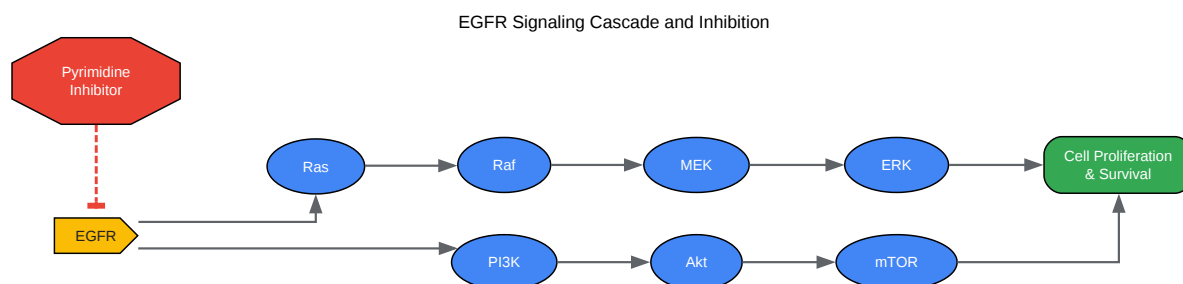 EGFR Signaling Cascade and Inhibition
Pyrimidine
Inhibitor
Ras
Raf
MEK
ERK
Cell Proliferation
& Survival
EGFR
PI3K
Akt
mTOR